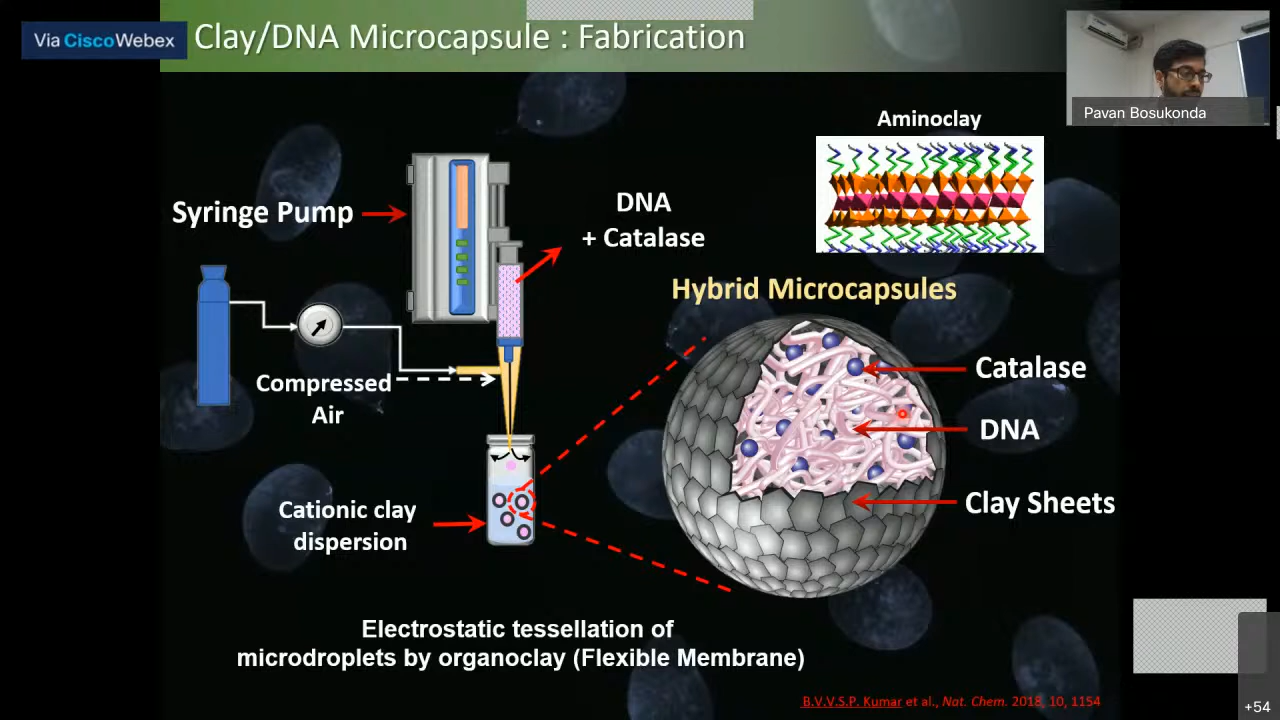 Via Cisco Webex
Clay/DNA Microcapsule : Fabrication
Pavan Bosukonda
Aminoclay
Syringe Pump
DNA
+ Catalase
Hybrid Microcapsules
Compressed
Air
Catalase
DNA
Clay Sheets
Cationic clay
dispersion
Electrostatic tessellation of
microdroplets by organoclay (Flexible Membrane)
B.V.V.S.P. Kumar et al., Nat. Chem. 2018, 10, 1154
+54